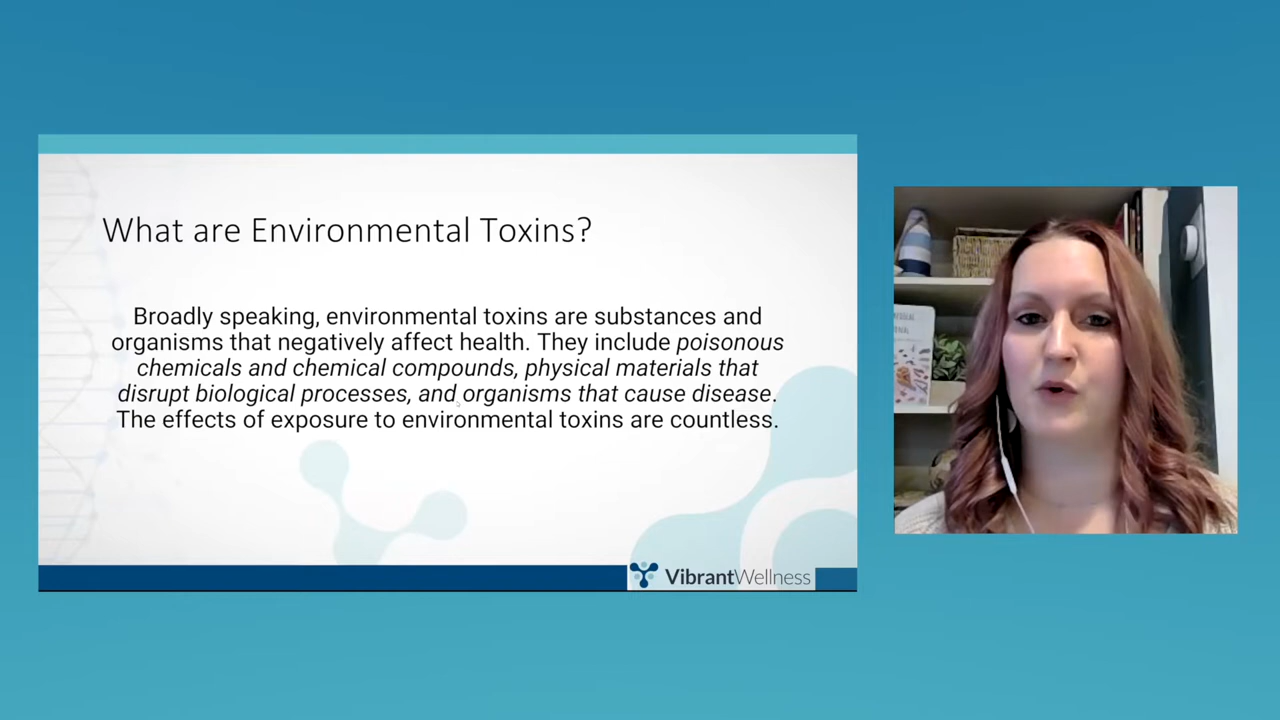 What are Environmental Toxins?
Broadly speaking, environmental toxins are substances and
organisms that negatively affect health. They include poisonous
chemicals and chemical compounds, physical materials that
disrupt biological processes, and organisms that cause disease.
The effects of exposure to environmental toxins are countless.
VibrantWellness